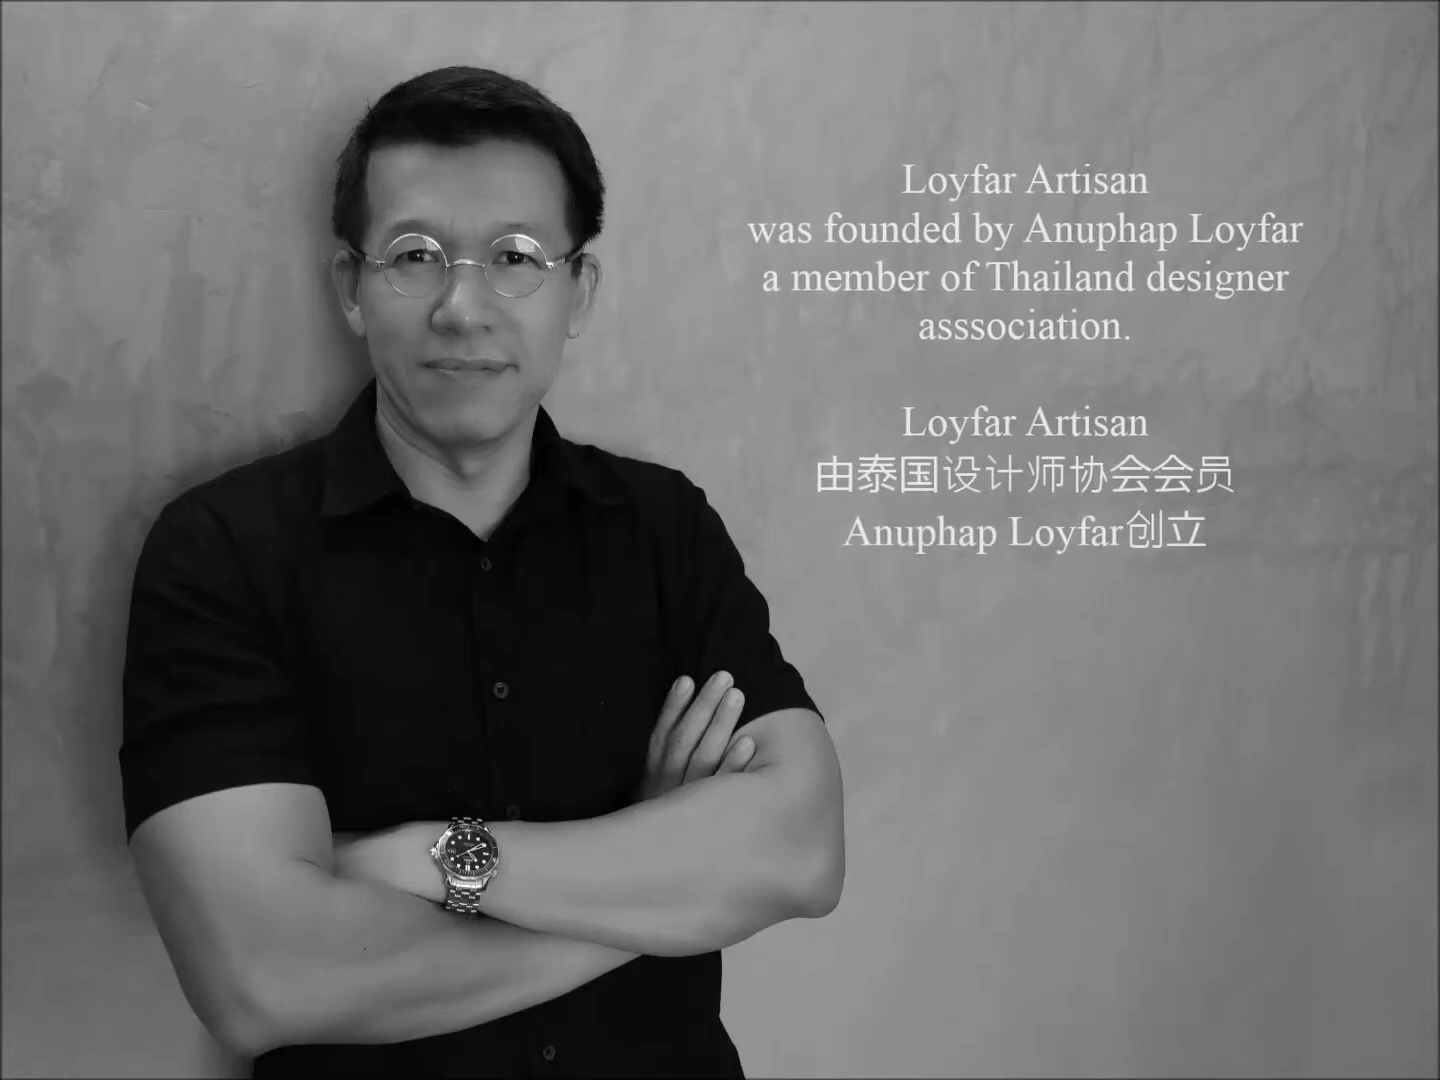 Loyfar Artisan
was founded by Anuphap Loyfar
a member of Thailand designer
asssociation.
Loyfar Artisan
由泰国设计师协会会员
Anuphap Loyfar创立